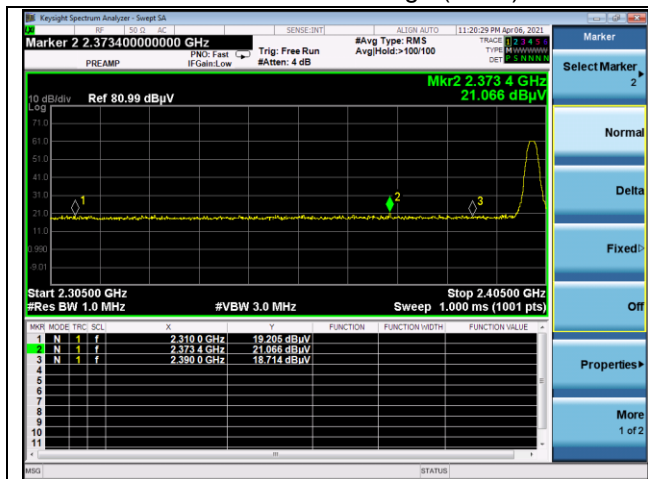 Keysight Spectrum Analyzer - Swept SA
RF 50 Ω AC SENSE:INT ALIGN AUTO 11:20:29 PM Apr 06, 2021
Marker 2 2.373400000000 GHz
PREAMP
PNO: Fast
IFGain:Low
Trig: Free Run
#Atten: 4 dB
#Avg Type: RMS
Avg|Hold:>100/100
TRACE 1 2 3 4 5 6
TYPE M W W W W W
DET P S N N N N
Mkr2 2.373 4 GHz
21.066 dBµV
10 dB/div Ref 80.99 dBµV
Log
71.0
61.0
51.0
41.0
31.0
21.0
11.0
0.990
-9.01
1
2
3
Start 2.30500 GHz Stop 2.40500 GHz
#Res BW 1.0 MHz #VBW 3.0 MHz Sweep 1.000 ms (1001 pts)
MKR MODE TRC SCL X Y FUNCTION FUNCTION WIDTH FUNCTION VALUE
1 N 1 f 2.310 0 GHz 19.205 dBµV
2 N 1 f 2.373 4 GHz 21.066 dBµV
3 N 1 f 2.390 0 GHz 18.714 dBµV
4
5
6
7
8
9
10
11
MSG STATUS
Marker
Select Marker
2
Normal
Delta
Fixed
Off
Properties
More
1 of 2